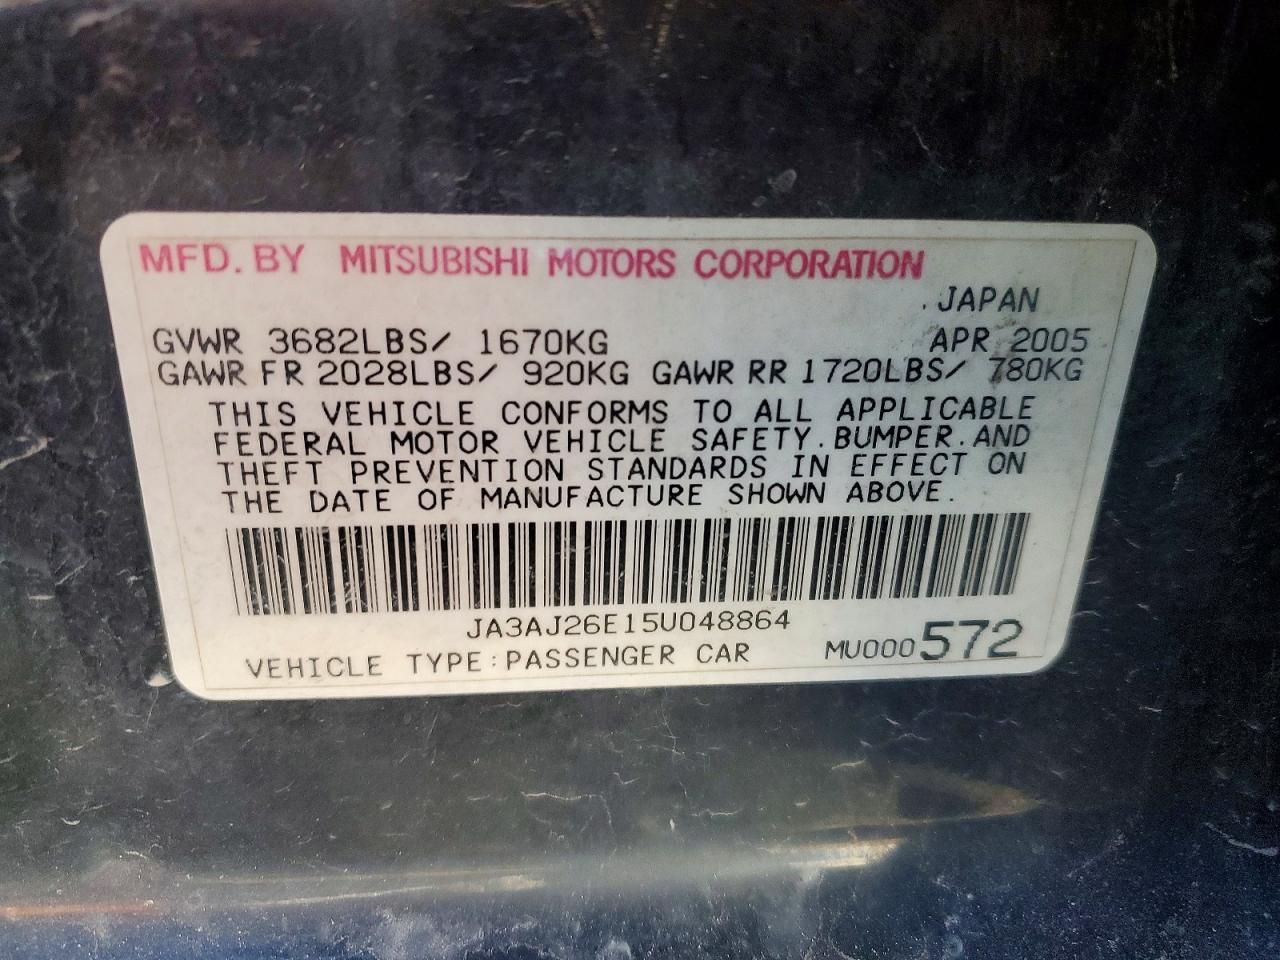 MFD. BY MITSUBISHI MOTORS CORPORATION
JAPAN
GVWR 3682LBS/ 1670KG APR 2005
GAWR FR 2028LBS/ 920KG GAWR RR 1720LBS/ 780KG
THIS VEHICLE CONFORMS TO ALL APPLICABLE
FEDERAL MOTOR VEHICLE SAFETY. BUMPER. AND
THEFT PREVENTION STANDARDS IN EFFECT ON
THE DATE OF MANUFACTURE SHOWN ABOVE.
JA3AJ26E15U048864
VEHICLE TYPE:PASSENGER CAR MU000572